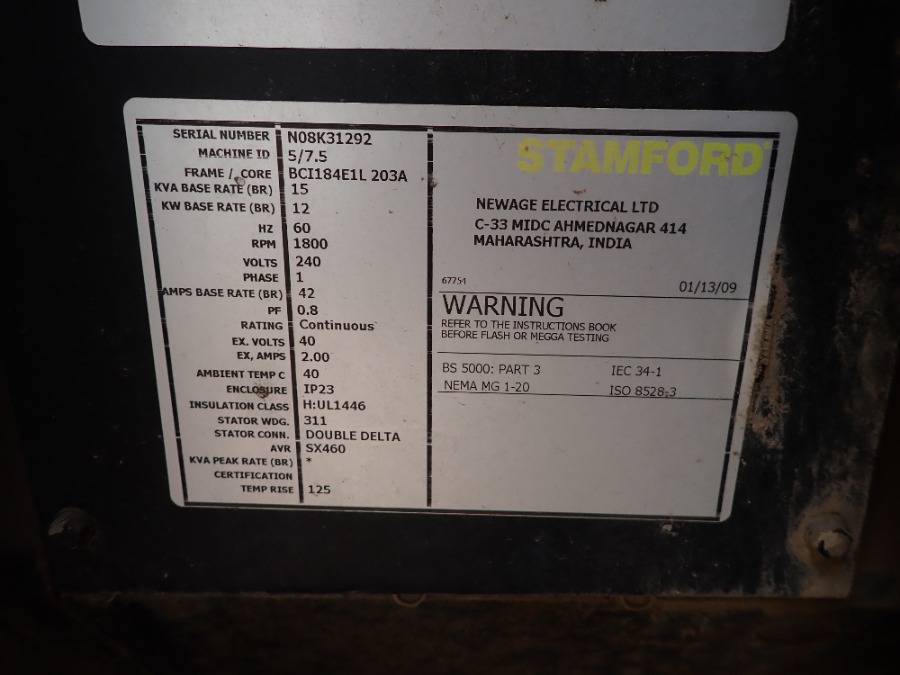 SERIAL NUMBER N08K31292
MACHINE ID 5/7.5
FRAME / CORE BCI184E1L 203A
KVA BASE RATE (BR) 15
KW BASE RATE (BR) 12
HZ 60
RPM 1800
VOLTS 240
PHASE 1
AMPS BASE RATE (BR) 42
PF 0.8
RATING Continuous
EX. VOLTS 40
EX, AMPS 2.00
AMBIENT TEMP C 40
ENCLOSURE IP23
INSULATION CLASS H:UL1446
STATOR WDG. 311
STATOR CONN. DOUBLE DELTA
AVR SX460
KVA PEAK RATE (BR) *
CERTIFICATION
TEMP RISE 125
STAMFORD
NEWAGE ELECTRICAL LTD
C-33 MIDC AHMEDNAGAR 414
MAHARASHTRA, INDIA
67754 01/13/09
WARNING
REFER TO THE INSTRUCTIONS BOOK
BEFORE FLASH OR MEGGA TESTING
BS 5000: PART 3 IEC 34-1
NEMA MG 1-20 ISO 8528-3